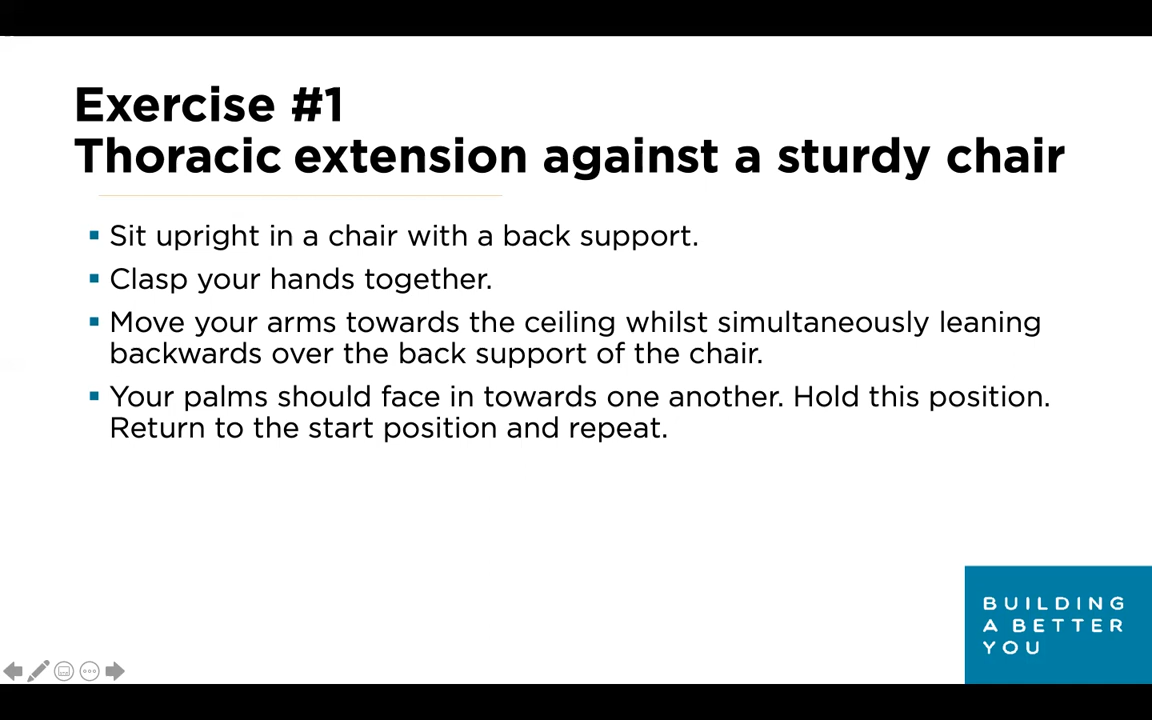 Exercise #1
Thoracic extension against a sturdy chair
Sit upright in a chair with a back support.
Clasp your hands together.
Move your arms towards the ceiling whilst simultaneously leaning
backwards over the back support of the chair.
Your palms should face in towards one another. Hold this position.
Return to the start position and repeat.
BUILDING
A BETTER
YOU